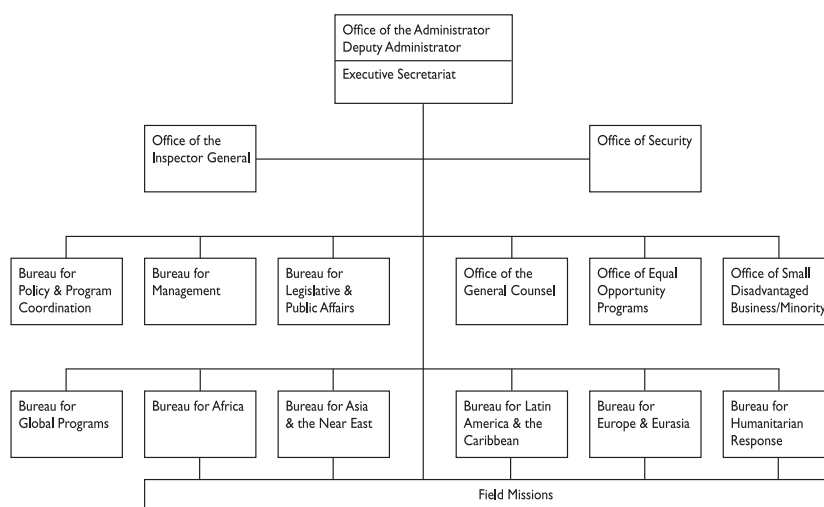 Office of the Administrator
Deputy Administrator
Executive Secretariat
Office of the
Inspector General
Office of Security
Bureau for
Policy & Program
Coordination
Bureau for
Management
Bureau for
Legislative &
Public Affairs
Office of the
General Counsel
Office of Equal
Opportunity
Programs
Office of Small
Disadvantaged
Business/Minority
Bureau for
Global Programs
Bureau for Africa
Bureau for Asia
& the Near East
Bureau for Latin
America & the
Caribbean
Bureau for
Europe & Eurasia
Bureau for
Humanitarian
Response
Field Missions